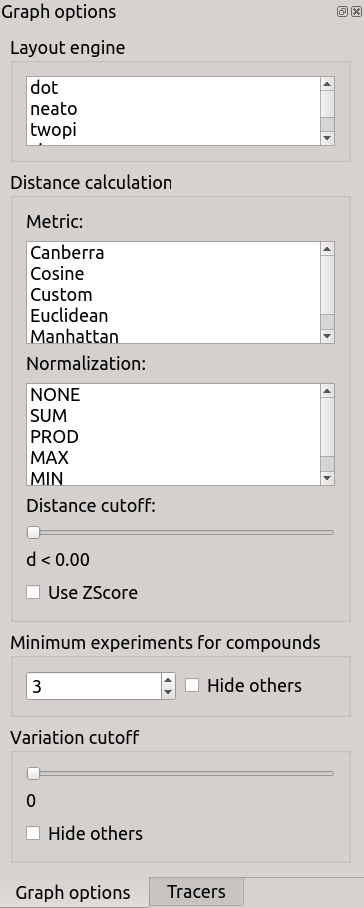 Graph options
Layout engine
dot
neato
twopi
Distance calculation
Metric:
Canberra
Cosine
Custom
Euclidean
Manhattan
Normalization:
NONE
SUM
PROD
MAX
MIN
Distance cutoff:
d < 0.00
Use ZScore
Minimum experiments for compounds
3 Hide others
Variation cutoff
0
Hide others
Graph options Tracers